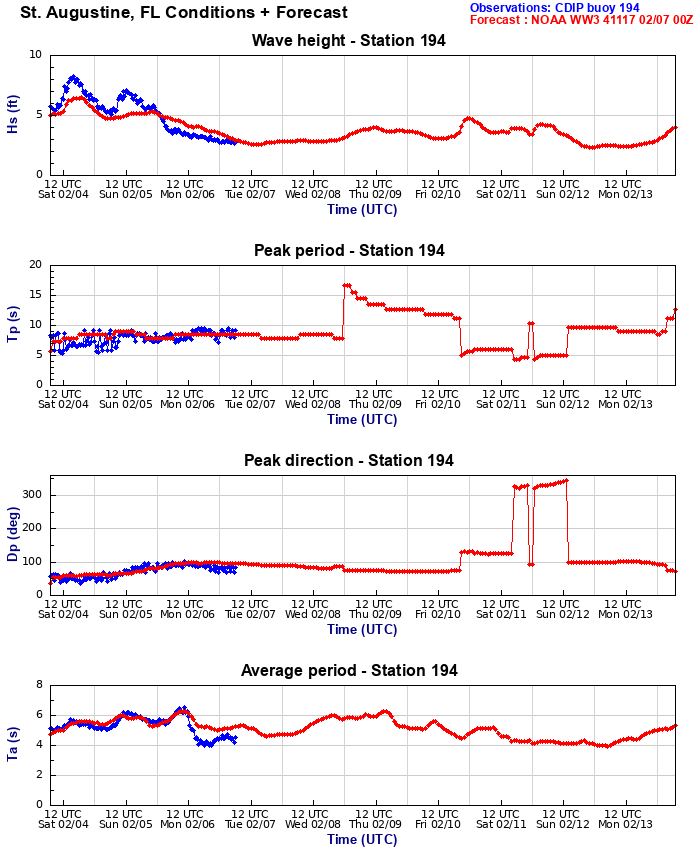 St. Augustine, FL Conditions + Forecast
Observations: CDIP buoy 194
Forecast : NOAA WW3 41117 02/07 00Z
Wave height - Station 194
Hs (ft)
10
5
0
12 UTC 12 UTC 12 UTC 12 UTC 12 UTC 12 UTC 12 UTC 12 UTC 12 UTC 12 UTC
Sat 02/04 Sun 02/05 Mon 02/06 Tue 02/07 Wed 02/08 Thu 02/09 Fri 02/10 Sat 02/11 Sun 02/12 Mon 02/13
Time (UTC)
Peak period - Station 194
Tp (s)
20
15
10
5
0
12 UTC 12 UTC 12 UTC 12 UTC 12 UTC 12 UTC 12 UTC 12 UTC 12 UTC 12 UTC
Sat 02/04 Sun 02/05 Mon 02/06 Tue 02/07 Wed 02/08 Thu 02/09 Fri 02/10 Sat 02/11 Sun 02/12 Mon 02/13
Time (UTC)
Peak direction - Station 194
Dp (deg)
300
200
100
0
12 UTC 12 UTC 12 UTC 12 UTC 12 UTC 12 UTC 12 UTC 12 UTC 12 UTC 12 UTC
Sat 02/04 Sun 02/05 Mon 02/06 Tue 02/07 Wed 02/08 Thu 02/09 Fri 02/10 Sat 02/11 Sun 02/12 Mon 02/13
Time (UTC)
Average period - Station 194
Ta (s)
8
6
4
2
0
12 UTC 12 UTC 12 UTC 12 UTC 12 UTC 12 UTC 12 UTC 12 UTC 12 UTC 12 UTC
Sat 02/04 Sun 02/05 Mon 02/06 Tue 02/07 Wed 02/08 Thu 02/09 Fri 02/10 Sat 02/11 Sun 02/12 Mon 02/13
Time (UTC)